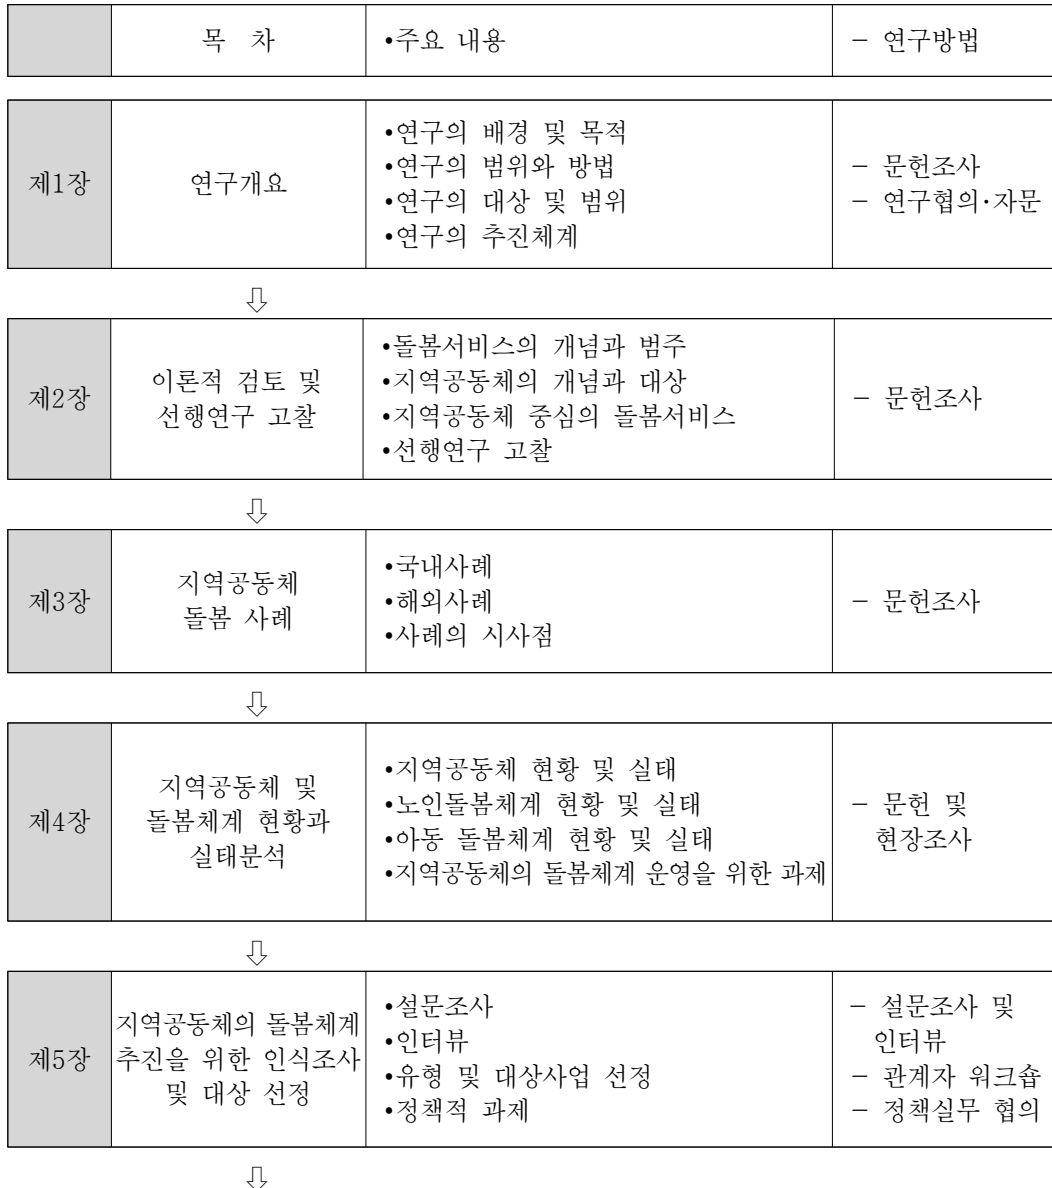 목 차
•주요 내용
− 연구방법
제1장
연구개요
•연구의 배경 및 목적
•연구의 범위와 방법
•연구의 대상 및 범위
•연구의 추진체계
− 문헌조사
− 연구협의·자문
⇩
제2장
이론적 검토 및
선행연구 고찰
•돌봄서비스의 개념과 범주
•지역공동체의 개념과 대상
•지역공동체 중심의 돌봄서비스
•선행연구 고찰
− 문헌조사
⇩
제3장
지역공동체
돌봄 사례
•국내사례
•해외사례
•사례의 시사점
− 문헌조사
⇩
제4장
지역공동체 및
돌봄체계 현황과
실태분석
•지역공동체 현황 및 실태
•노인돌봄체계 현황 및 실태
•아동 돌봄체계 현황 및 실태
•지역공동체의 돌봄체계 운영을 위한 과제
− 문헌 및
현장조사
⇩
제5장
지역공동체의 돌봄체계
추진을 위한 인식조사
및 대상 선정
•설문조사
•인터뷰
•유형 및 대상사업 선정
•정책적 과제
− 설문조사 및
인터뷰
− 관계자 워크숍
− 정책실무 협의
⇩